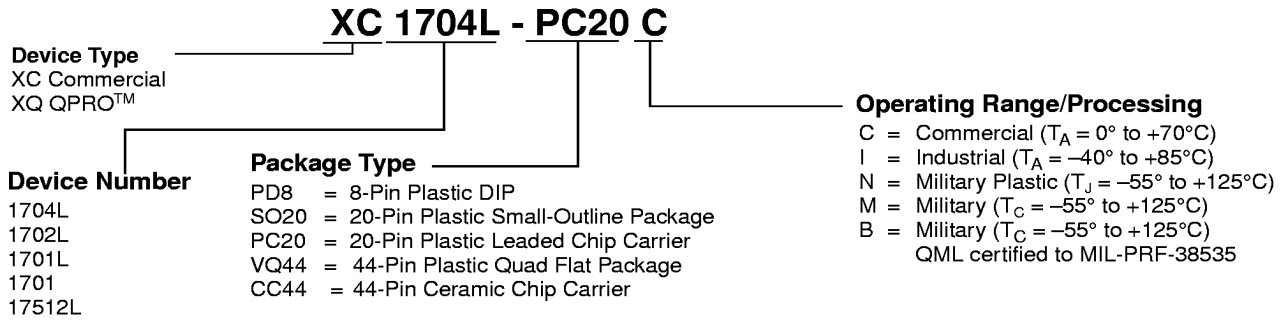 XC 1704L - PC20 C
Device Type
XC Commercial
XQ QPRO™
Device Number
1704L
1702L
1701L
1701
17512L
Package Type
PD8 = 8-Pin Plastic DIP
SO20 = 20-Pin Plastic Small-Outline Package
PC20 = 20-Pin Plastic Leaded Chip Carrier
VQ44 = 44-Pin Plastic Quad Flat Package
CC44 = 44-Pin Ceramic Chip Carrier
Operating Range/Processing
C = Commercial (TA = 0° to +70°C)
I = Industrial (TA = –40° to +85°C)
N = Military Plastic (TJ = –55° to +125°C)
M = Military (TC = –55° to +125°C)
B = Military (TC = –55° to +125°C)
QML certified to MIL-PRF-38535